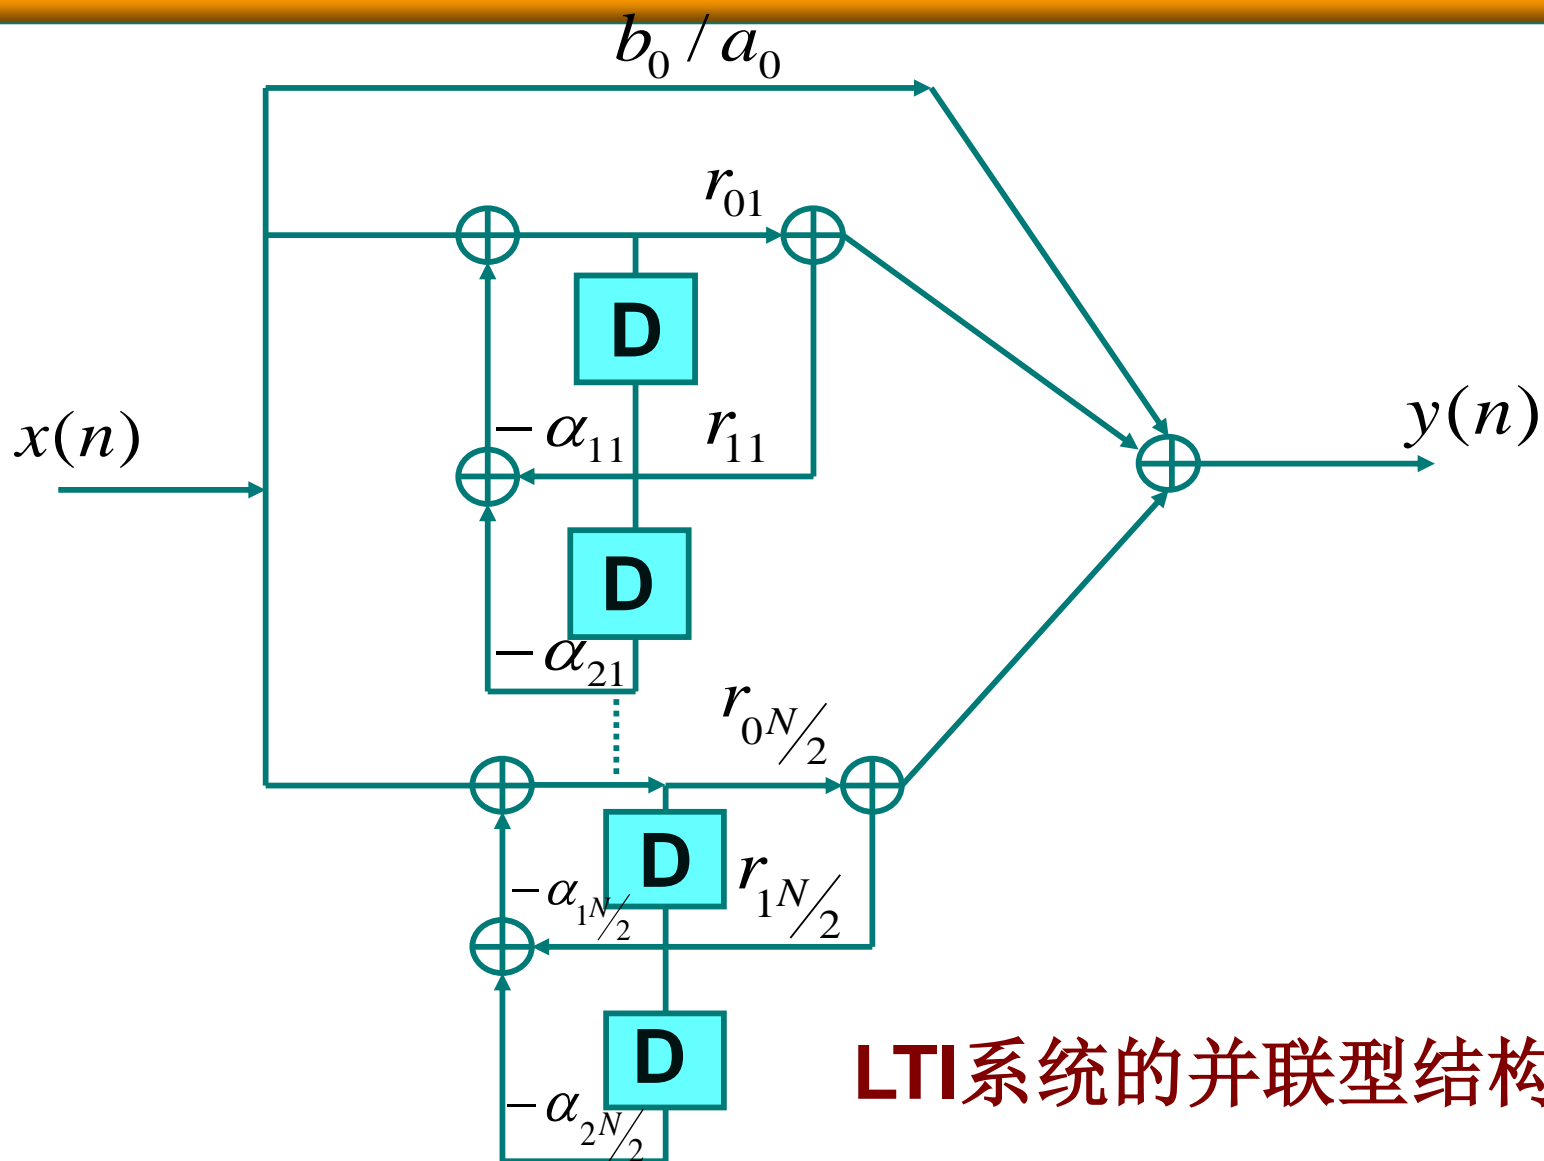 b₀ / a₀
r₀₁
D
x(n)
−α₁₁
r₁₁
y(n)
D
−α₂₁
r₀N/2
D
r₁N/2
−α₁N/2
D
LTI系统的并联型结构
−α₂N/2